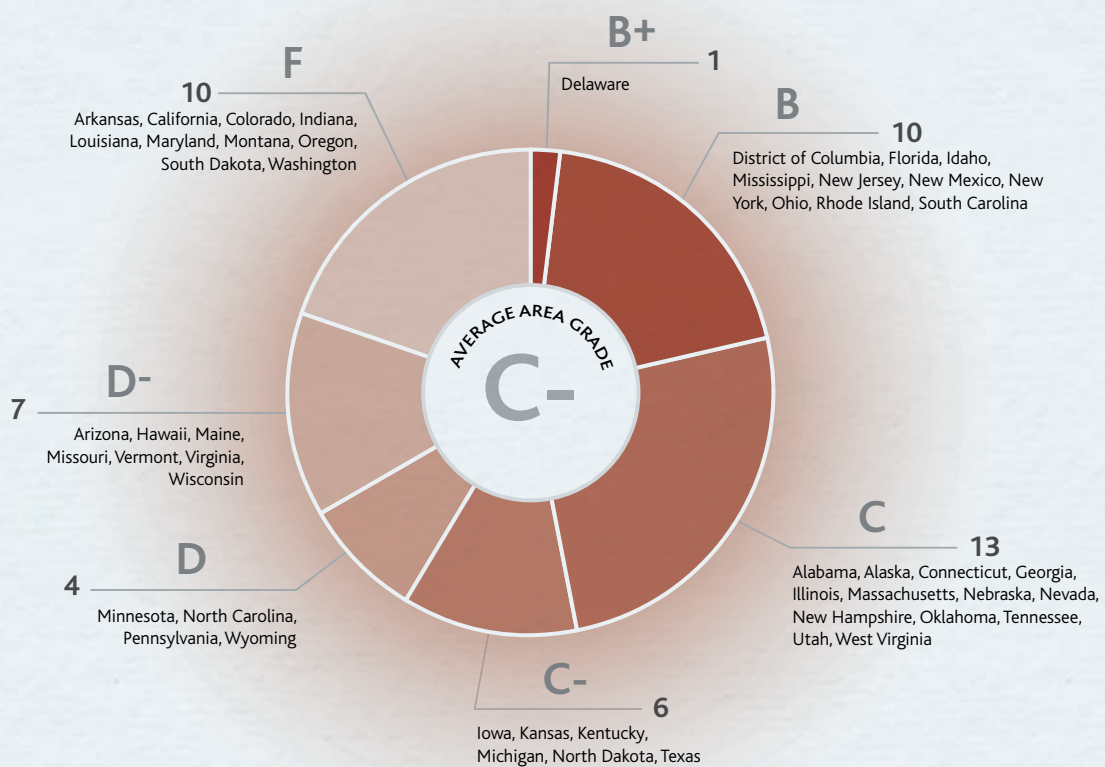 B+
1
Delaware
B
10
District of Columbia, Florida, Idaho,
Mississippi, New Jersey, New Mexico, New
York, Ohio, Rhode Island, South Carolina
C
13
Alabama, Alaska, Connecticut, Georgia,
Illinois, Massachusetts, Nebraska, Nevada,
New Hampshire, Oklahoma, Tennessee,
Utah, West Virginia
C-
6
Iowa, Kansas, Kentucky,
Michigan, North Dakota, Texas
D
4
Minnesota, North Carolina,
Pennsylvania, Wyoming
D-
7
Arizona, Hawaii, Maine,
Missouri, Vermont, Virginia,
Wisconsin
F
10
Arkansas, California, Colorado, Indiana,
Louisiana, Maryland, Montana, Oregon,
South Dakota, Washington
AVERAGE AREA GRADE
C-